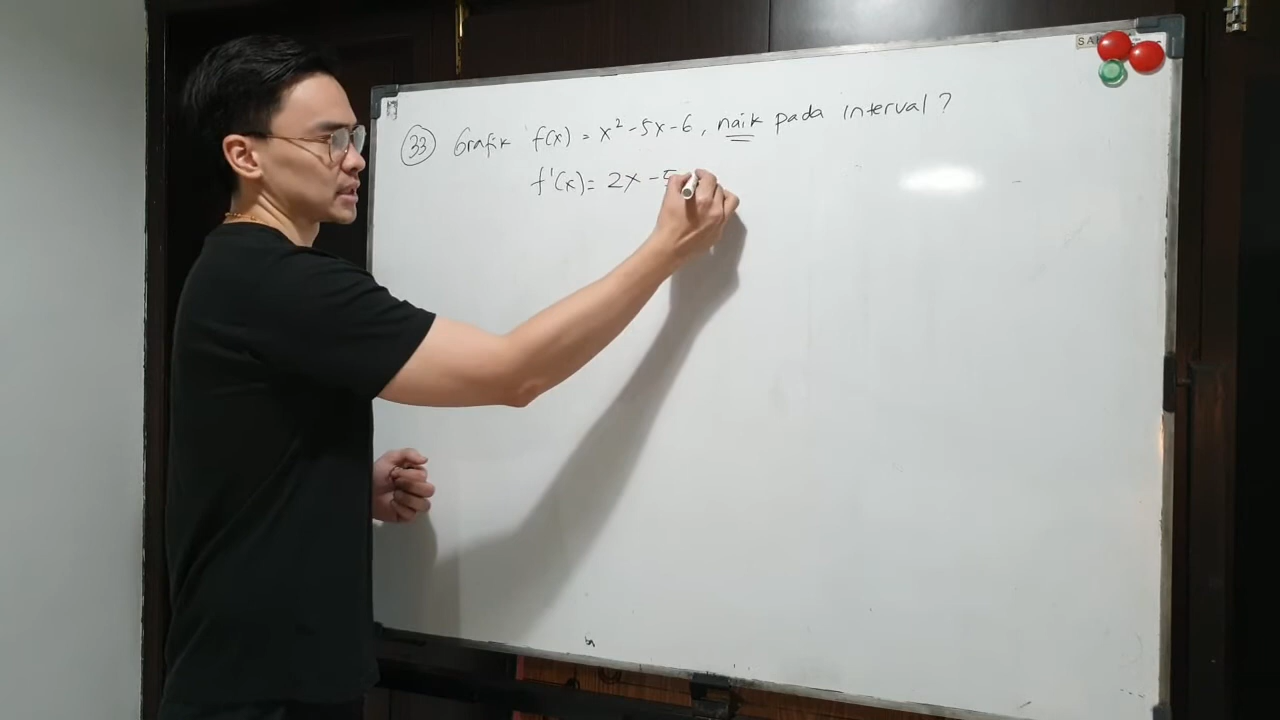 (33) Grafik f(x) = x² - 5x - 6, naik pada interval ?
f'(x) = 2x - 5